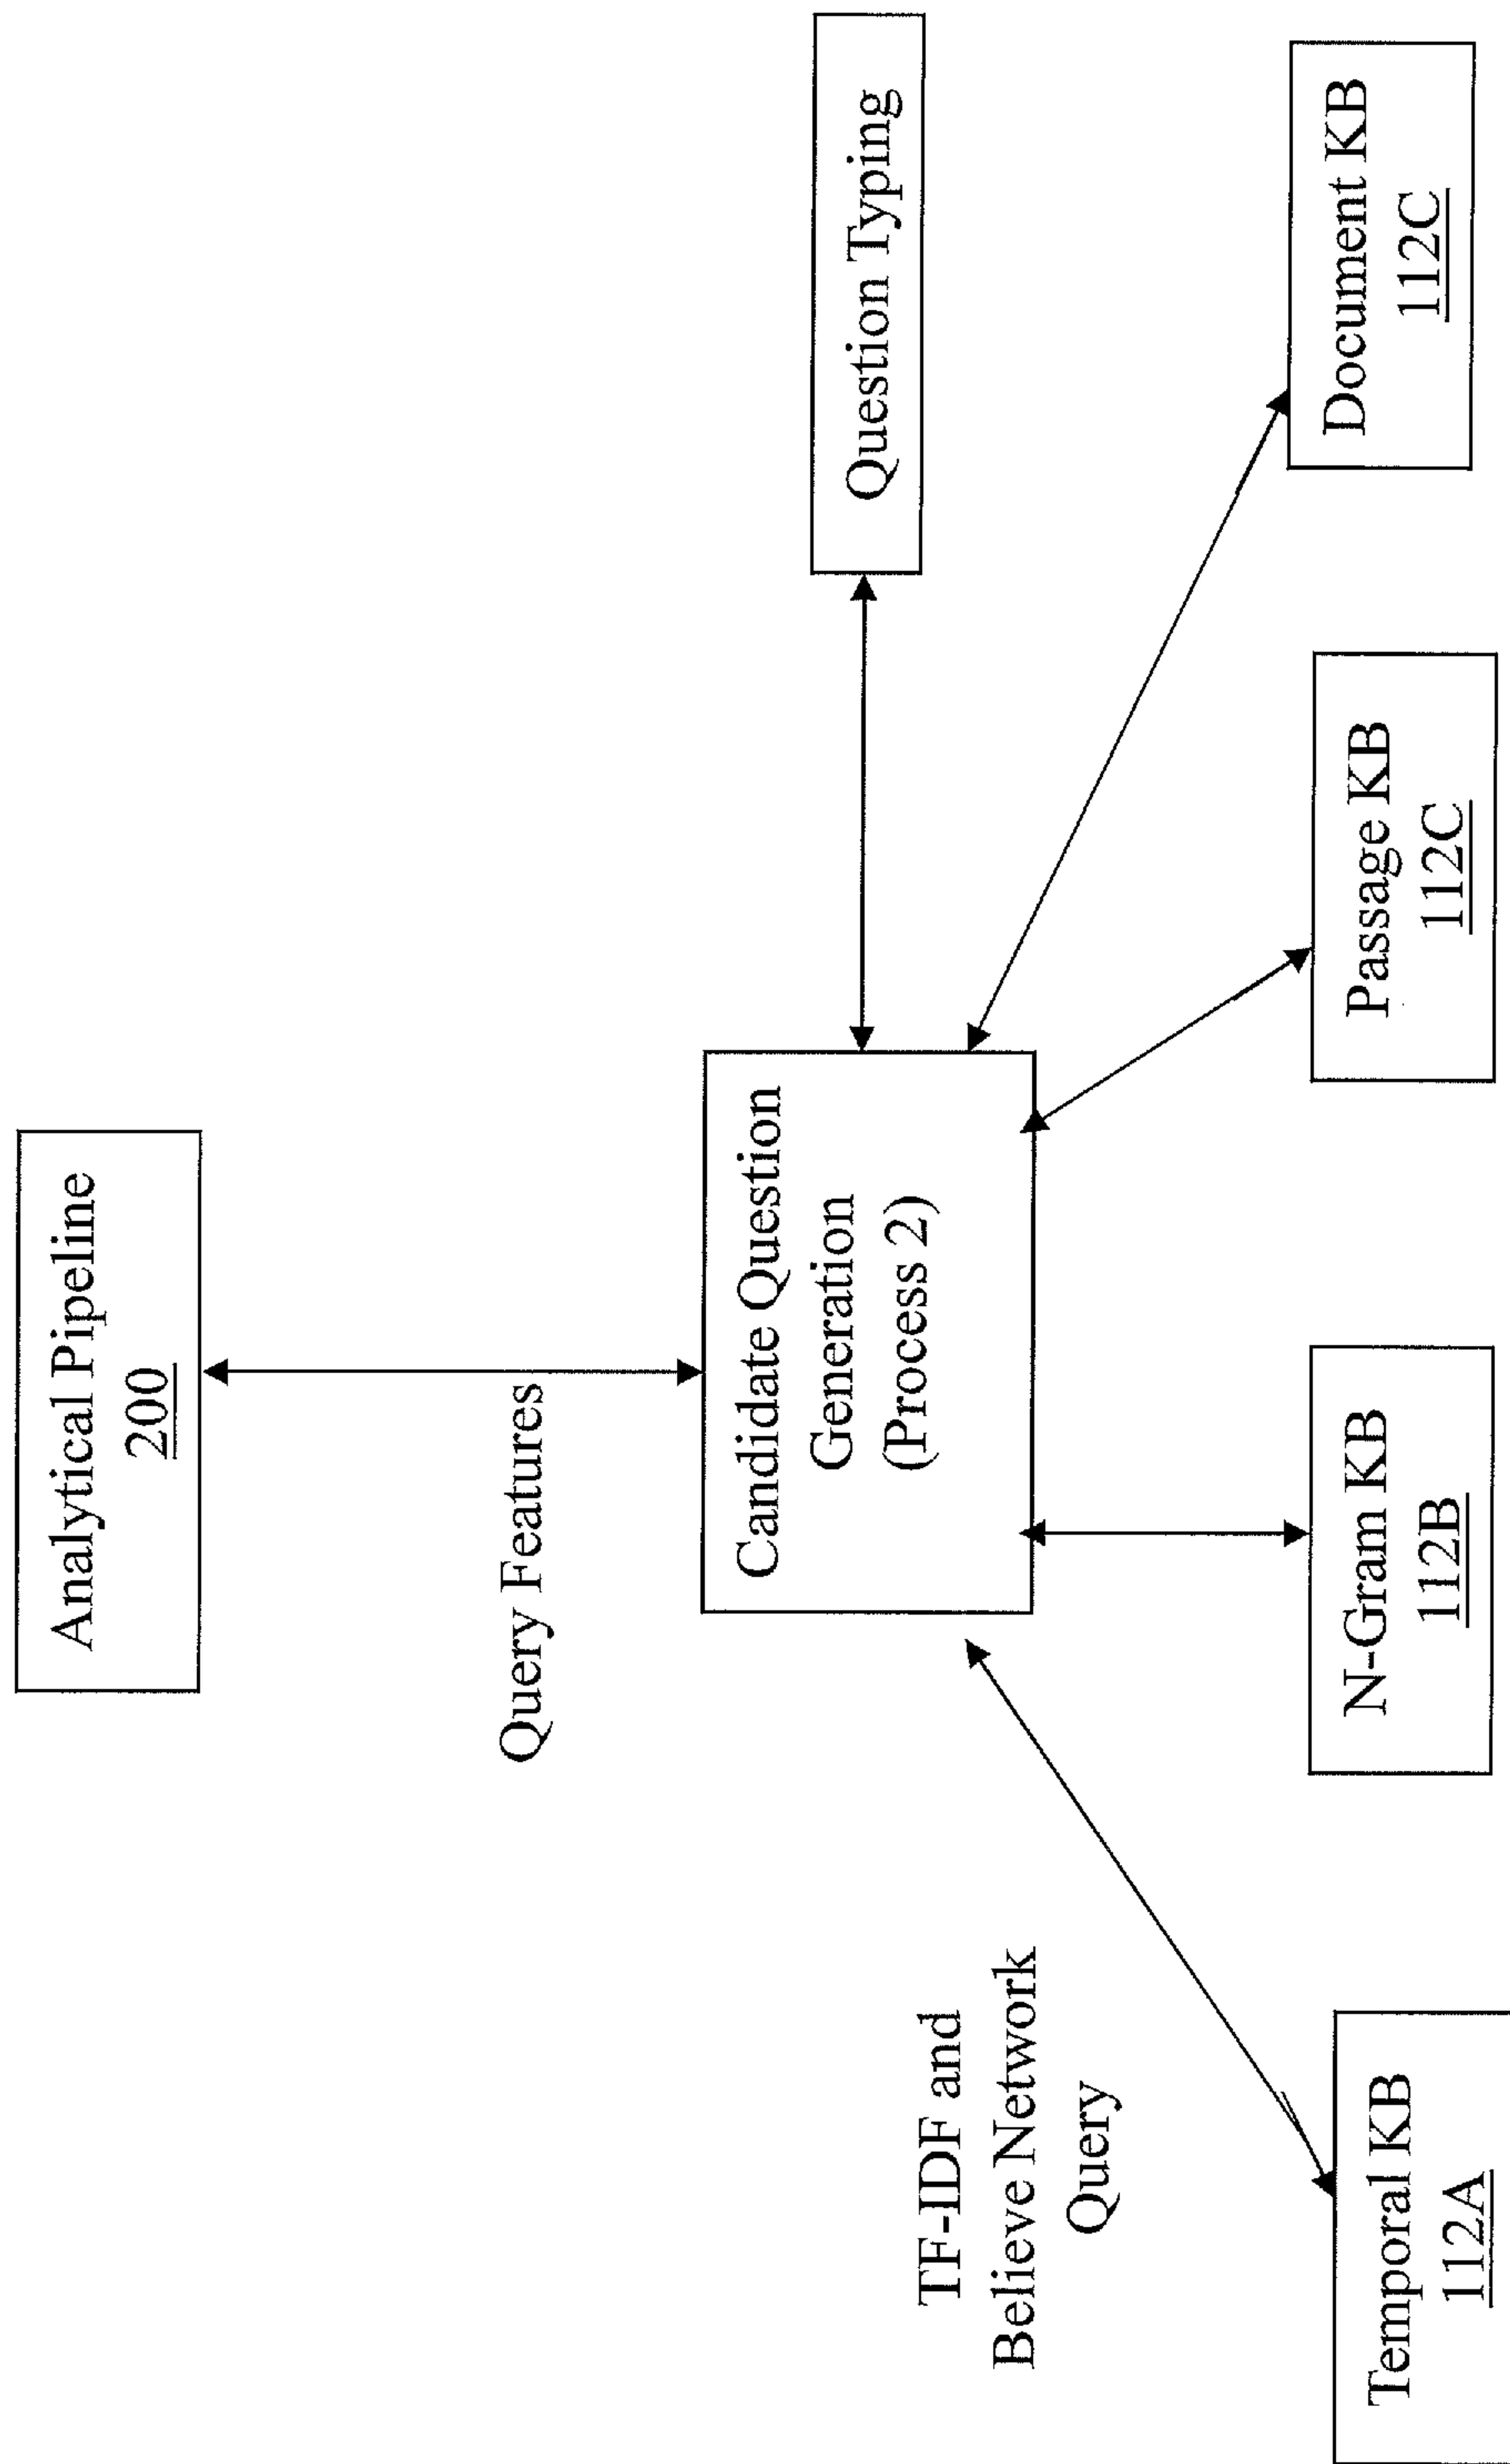 Analytical Pipeline
200
Query Features
Candidate Question
Generation
(Process 2)
Question Typing
TF-IDF and
Believe Network
Query
Temporal KB
112A
N-Gram KB
112B
Passage KB
112C
Document KB
112C